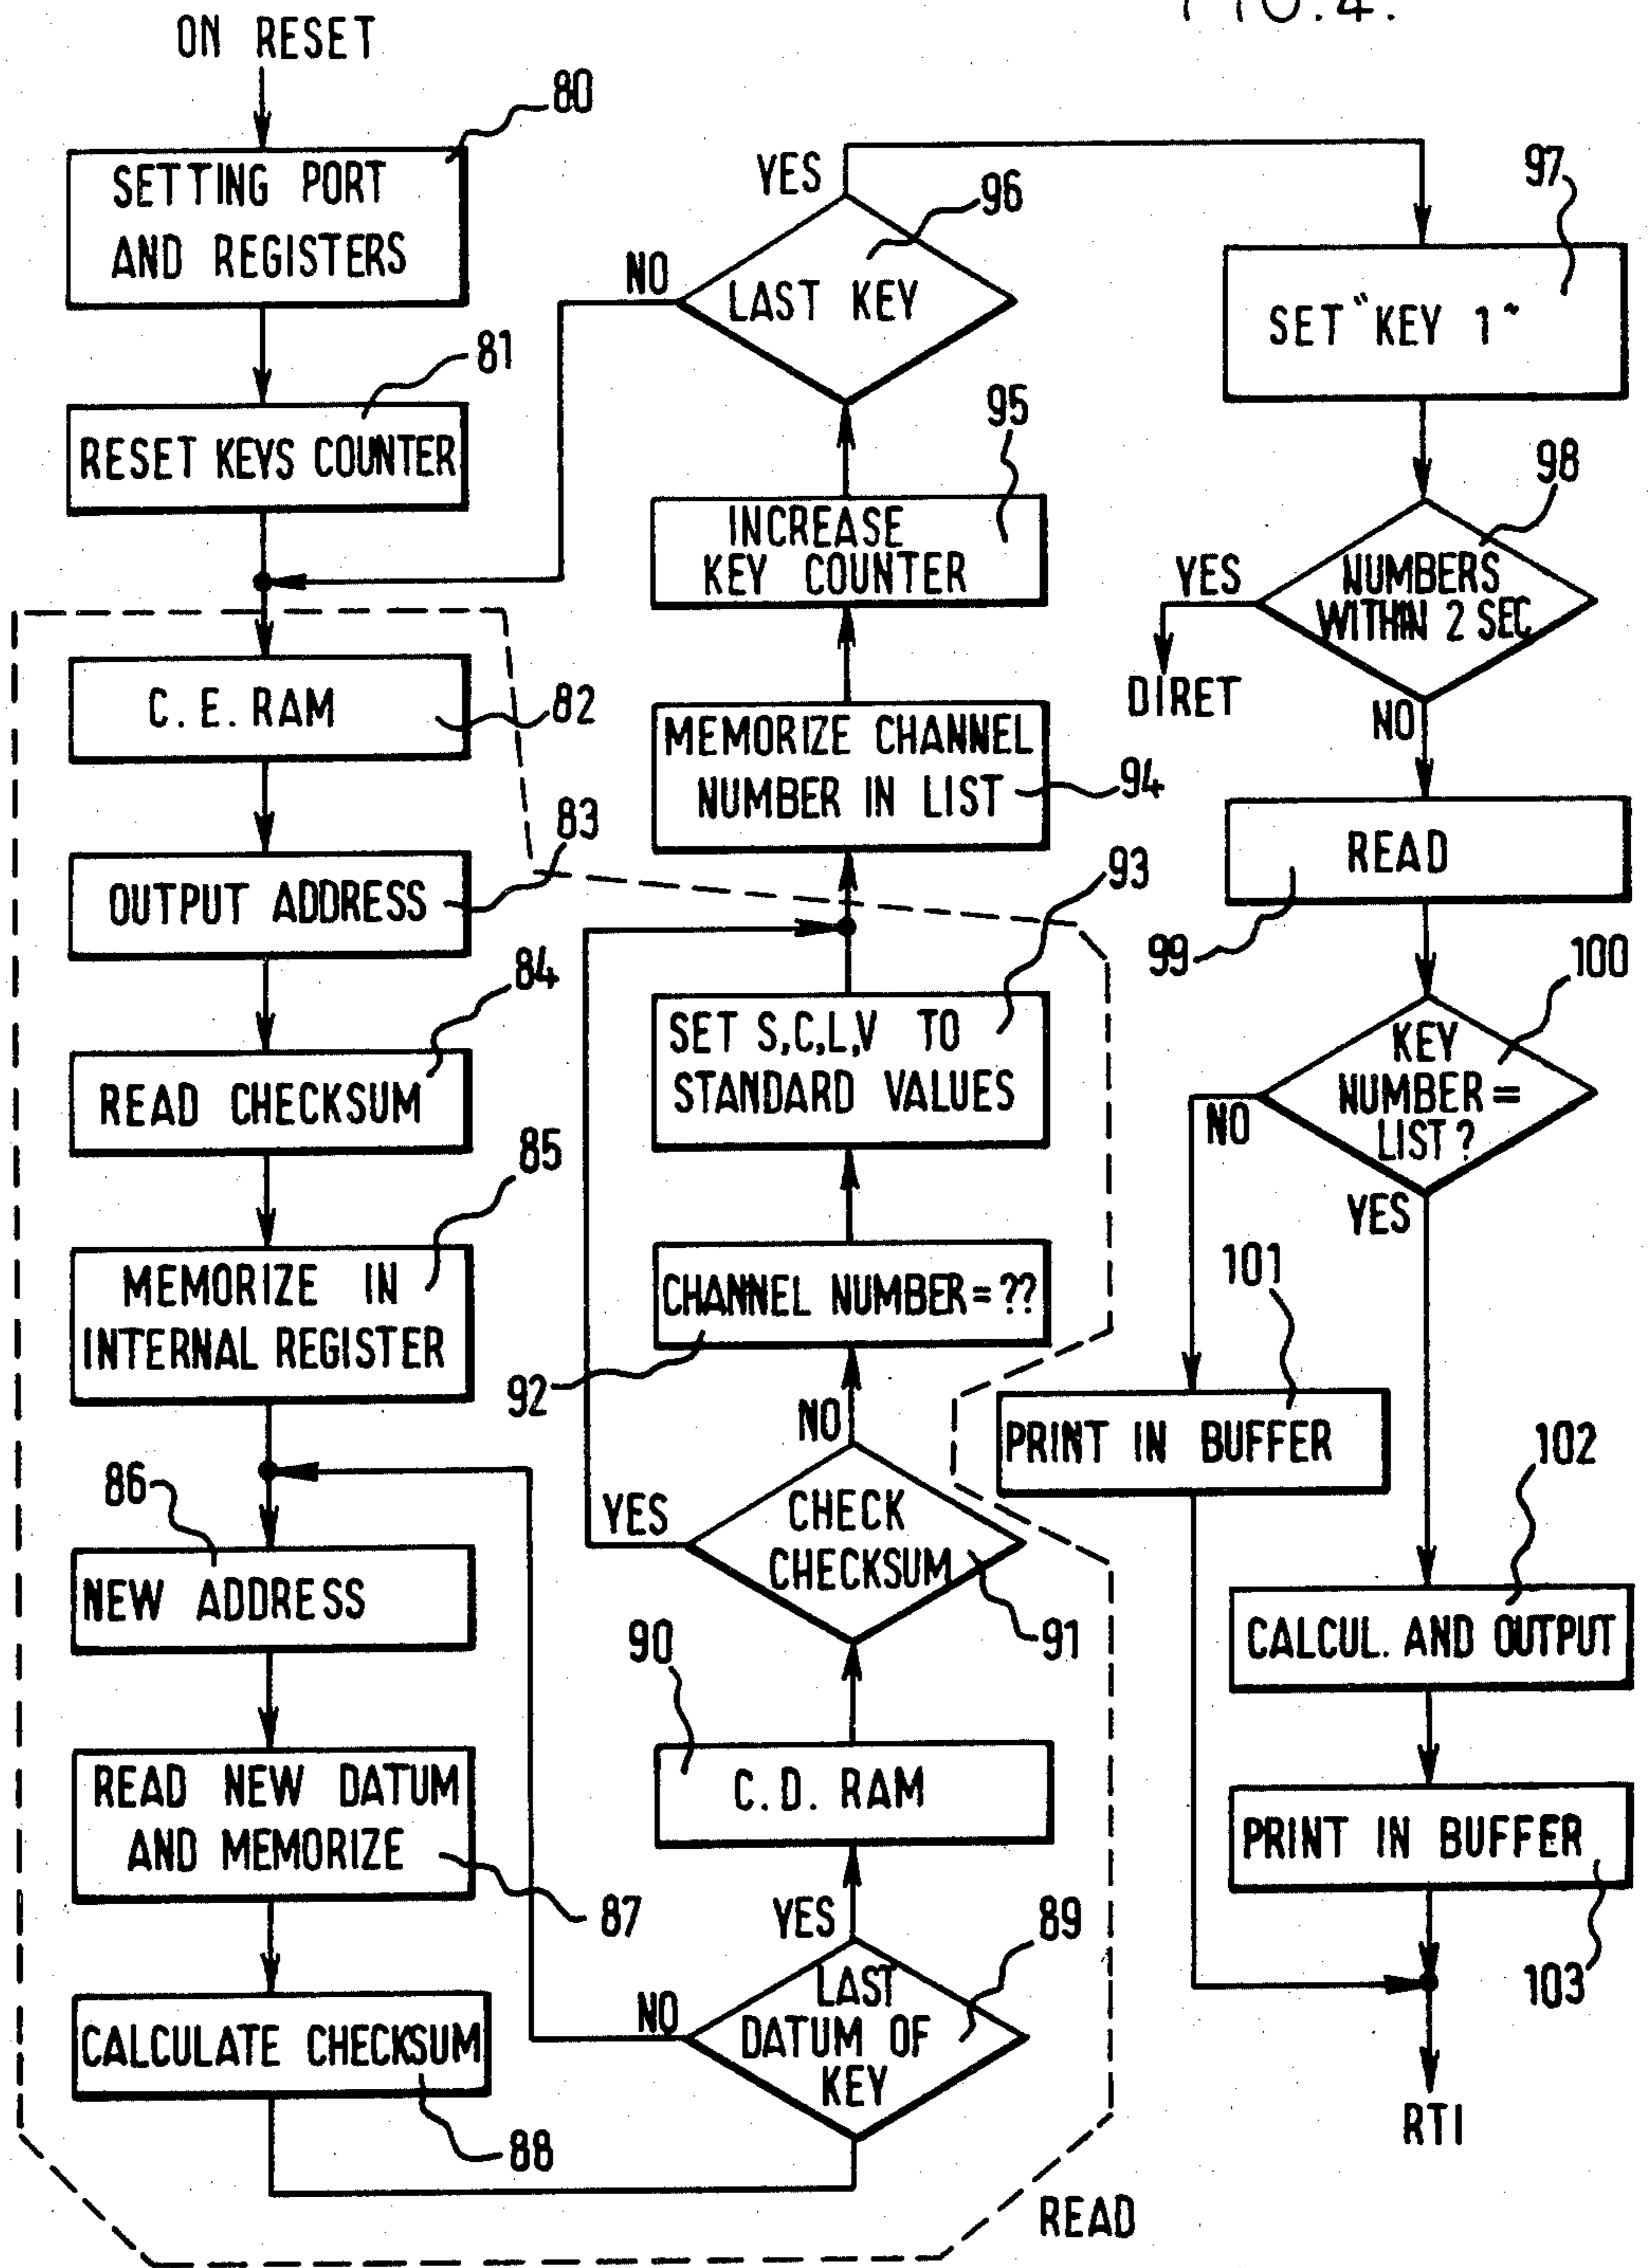 FIG.4.
ON RESET
80
SETTING PORT
AND REGISTERS
81
RESET KEYS COUNTER
C. E. RAM
82
83
OUTPUT ADDRESS
84
READ CHECKSUM
85
MEMORIZE IN
INTERNAL REGISTER
86
NEW ADDRESS
READ NEW DATUM
AND MEMORIZE
87
CALCULATE CHECKSUM
88
YES
96
NO
LAST KEY
95
INCREASE
KEY COUNTER
MEMORIZE CHANNEL
NUMBER IN LIST
94
93
SET S,C,L,V TO
STANDARD VALUES
CHANNEL NUMBER = ??
92
NO
YES
CHECK
CHECKSUM
91
90
C. D. RAM
YES
89
NO
LAST
DATUM OF
KEY
READ
97
SET "KEY 1"
98
YES
NUMBERS
WITHIN 2 SEC
DIRET
NO
READ
99
100
KEY
NUMBER =
LIST ?
NO
YES
101
PRINT IN BUFFER
102
CALCUL. AND OUTPUT
PRINT IN BUFFER
103
RTI